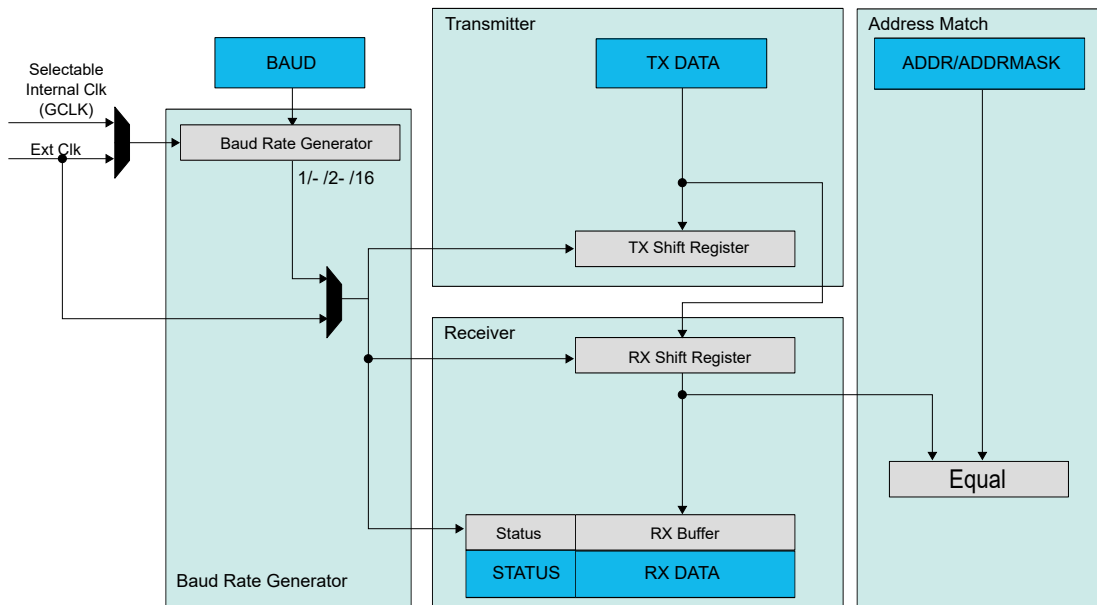 Transmitter
Address Match
BAUD
TX DATA
ADDR/ADDRMASK
Selectable
Internal Clk
(GCLK)
Ext Clk
Baud Rate Generator
1/- /2- /16
TX Shift Register
Receiver
RX Shift Register
Equal
Status
RX Buffer
STATUS
RX DATA
Baud Rate Generator